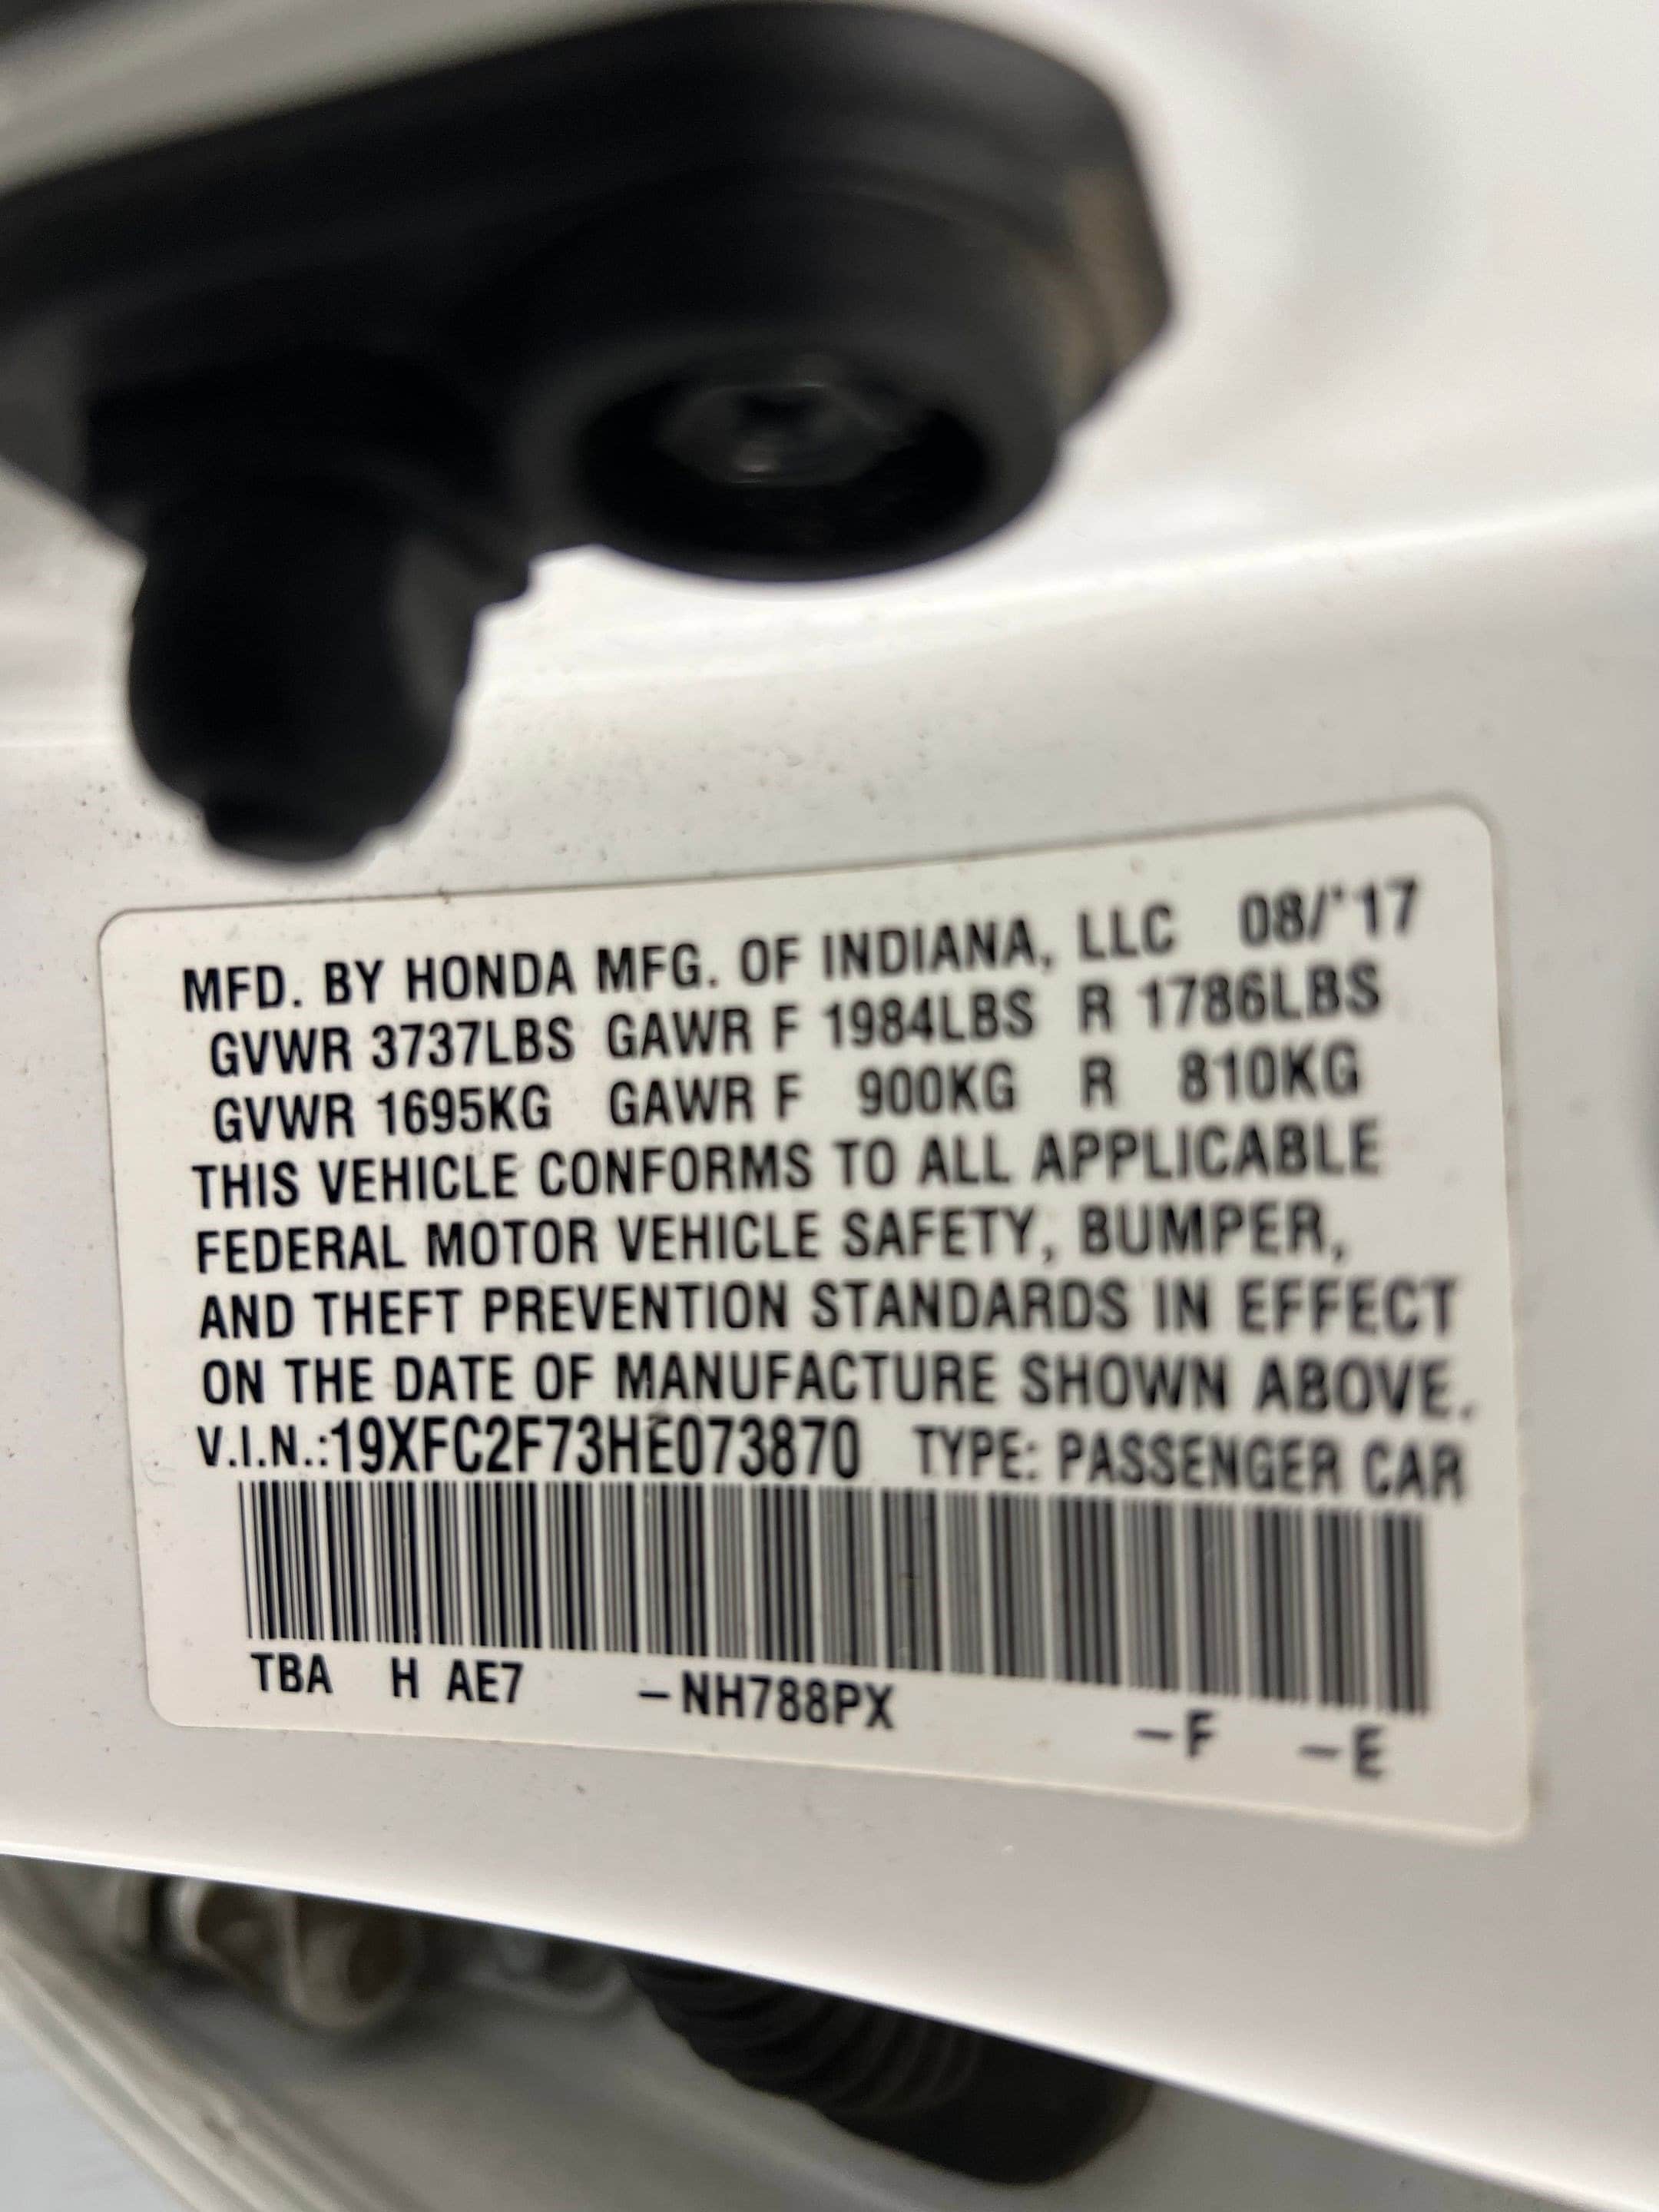 MFD. BY HONDA MFG. OF INDIANA, LLC 08/'17
GVWR 3737LBS GAWR F 1984LBS R 1786LBS
GVWR 1695KG GAWR F 900KG R 810KG
THIS VEHICLE CONFORMS TO ALL APPLICABLE
FEDERAL MOTOR VEHICLE SAFETY, BUMPER,
AND THEFT PREVENTION STANDARDS IN EFFECT
ON THE DATE OF MANUFACTURE SHOWN ABOVE.
V.I.N.:19XFC2F73HE073870 TYPE: PASSENGER CAR
TBA H AE7 –NH788PX –F –E